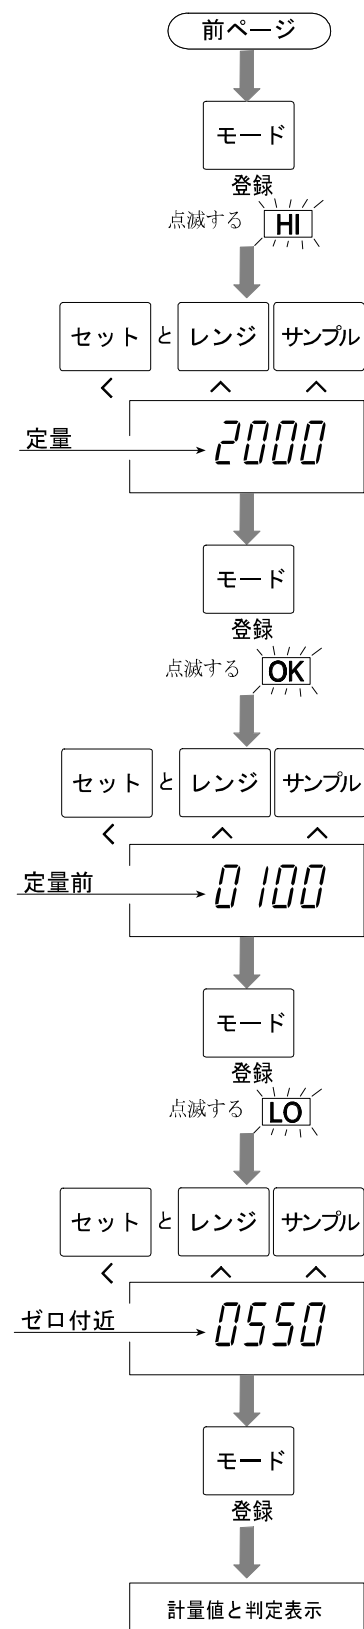 前ページ
モード
登録
点滅する HI
セット と レンジ サンプル
< ^ ^
定量 2000
モード
登録
点滅する OK
セット と レンジ サンプル
< ^ ^
定量前 0100
モード
登録
点滅する LO
セット と レンジ サンプル
< ^ ^
ゼロ付近 0550
モード
登録
計量値と判定表示